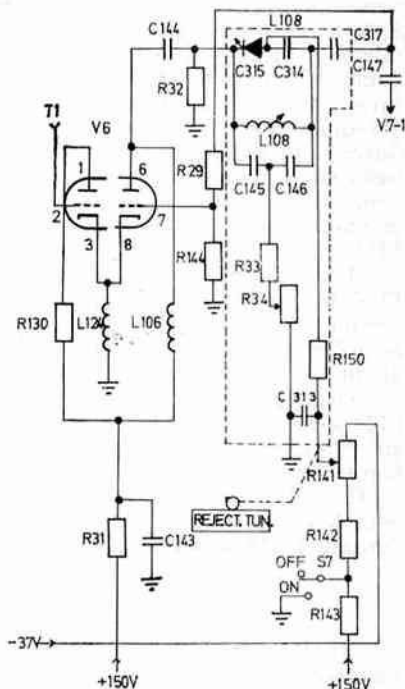 L108
C144
C317
C147
R32
C315
C314
T1
V6
V7-1
L108
1
6
R29
C145
C146
2
7
3
8
R144
R33
R34
R130
L124
L106
R150
C313
R141
REJECT. TUN.
R142
R31
C143
OFF
S7
ON
R143
-37V
+150V
+150V